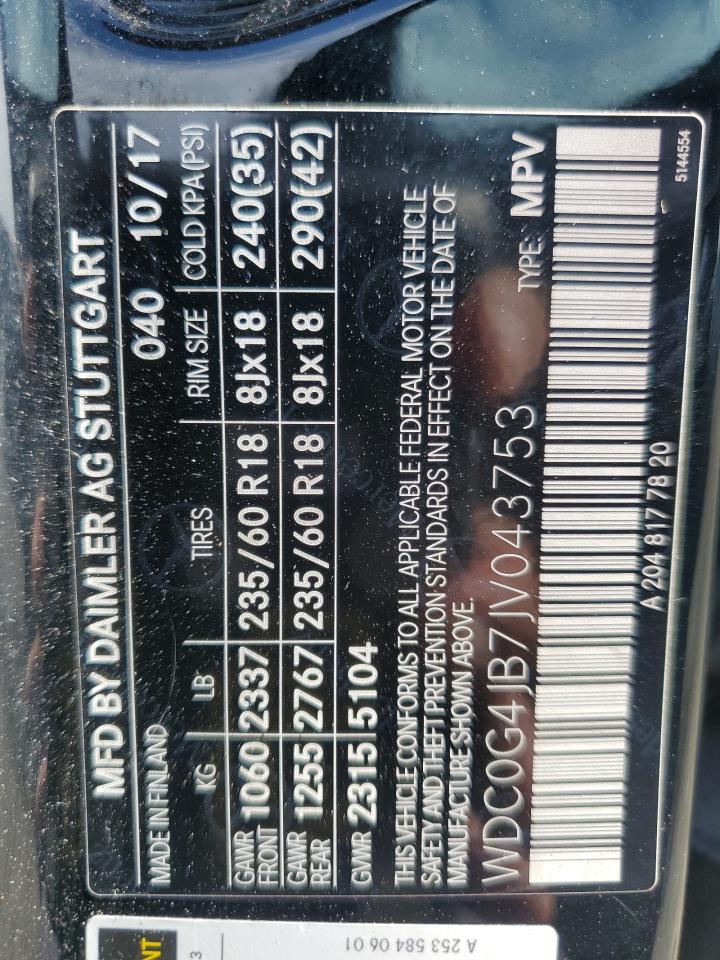 MFD BY DAIMLER AG STUTTGART
MADE IN FINLAND 040 10/17
KG LB TIRES RIM SIZE COLD KPA (PSI)
GAWR FRONT 1060 2337 235/60 R18 8Jx18 240(35)
GAWR REAR 1255 2767 235/60 R18 8Jx18 290(42)
GVWR 2315 5104
THIS VEHICLE CONFORMS TO ALL APPLICABLE FEDERAL MOTOR VEHICLE
SAFETY AND THEFT PREVENTION STANDARDS IN EFFECT ON THE DATE OF
MANUFACTURE SHOWN ABOVE.
WDC0G4JB7JV043753 TYPE: MPV
A 204 817 78 20
5144554
A 253 584 06 01
NT
3